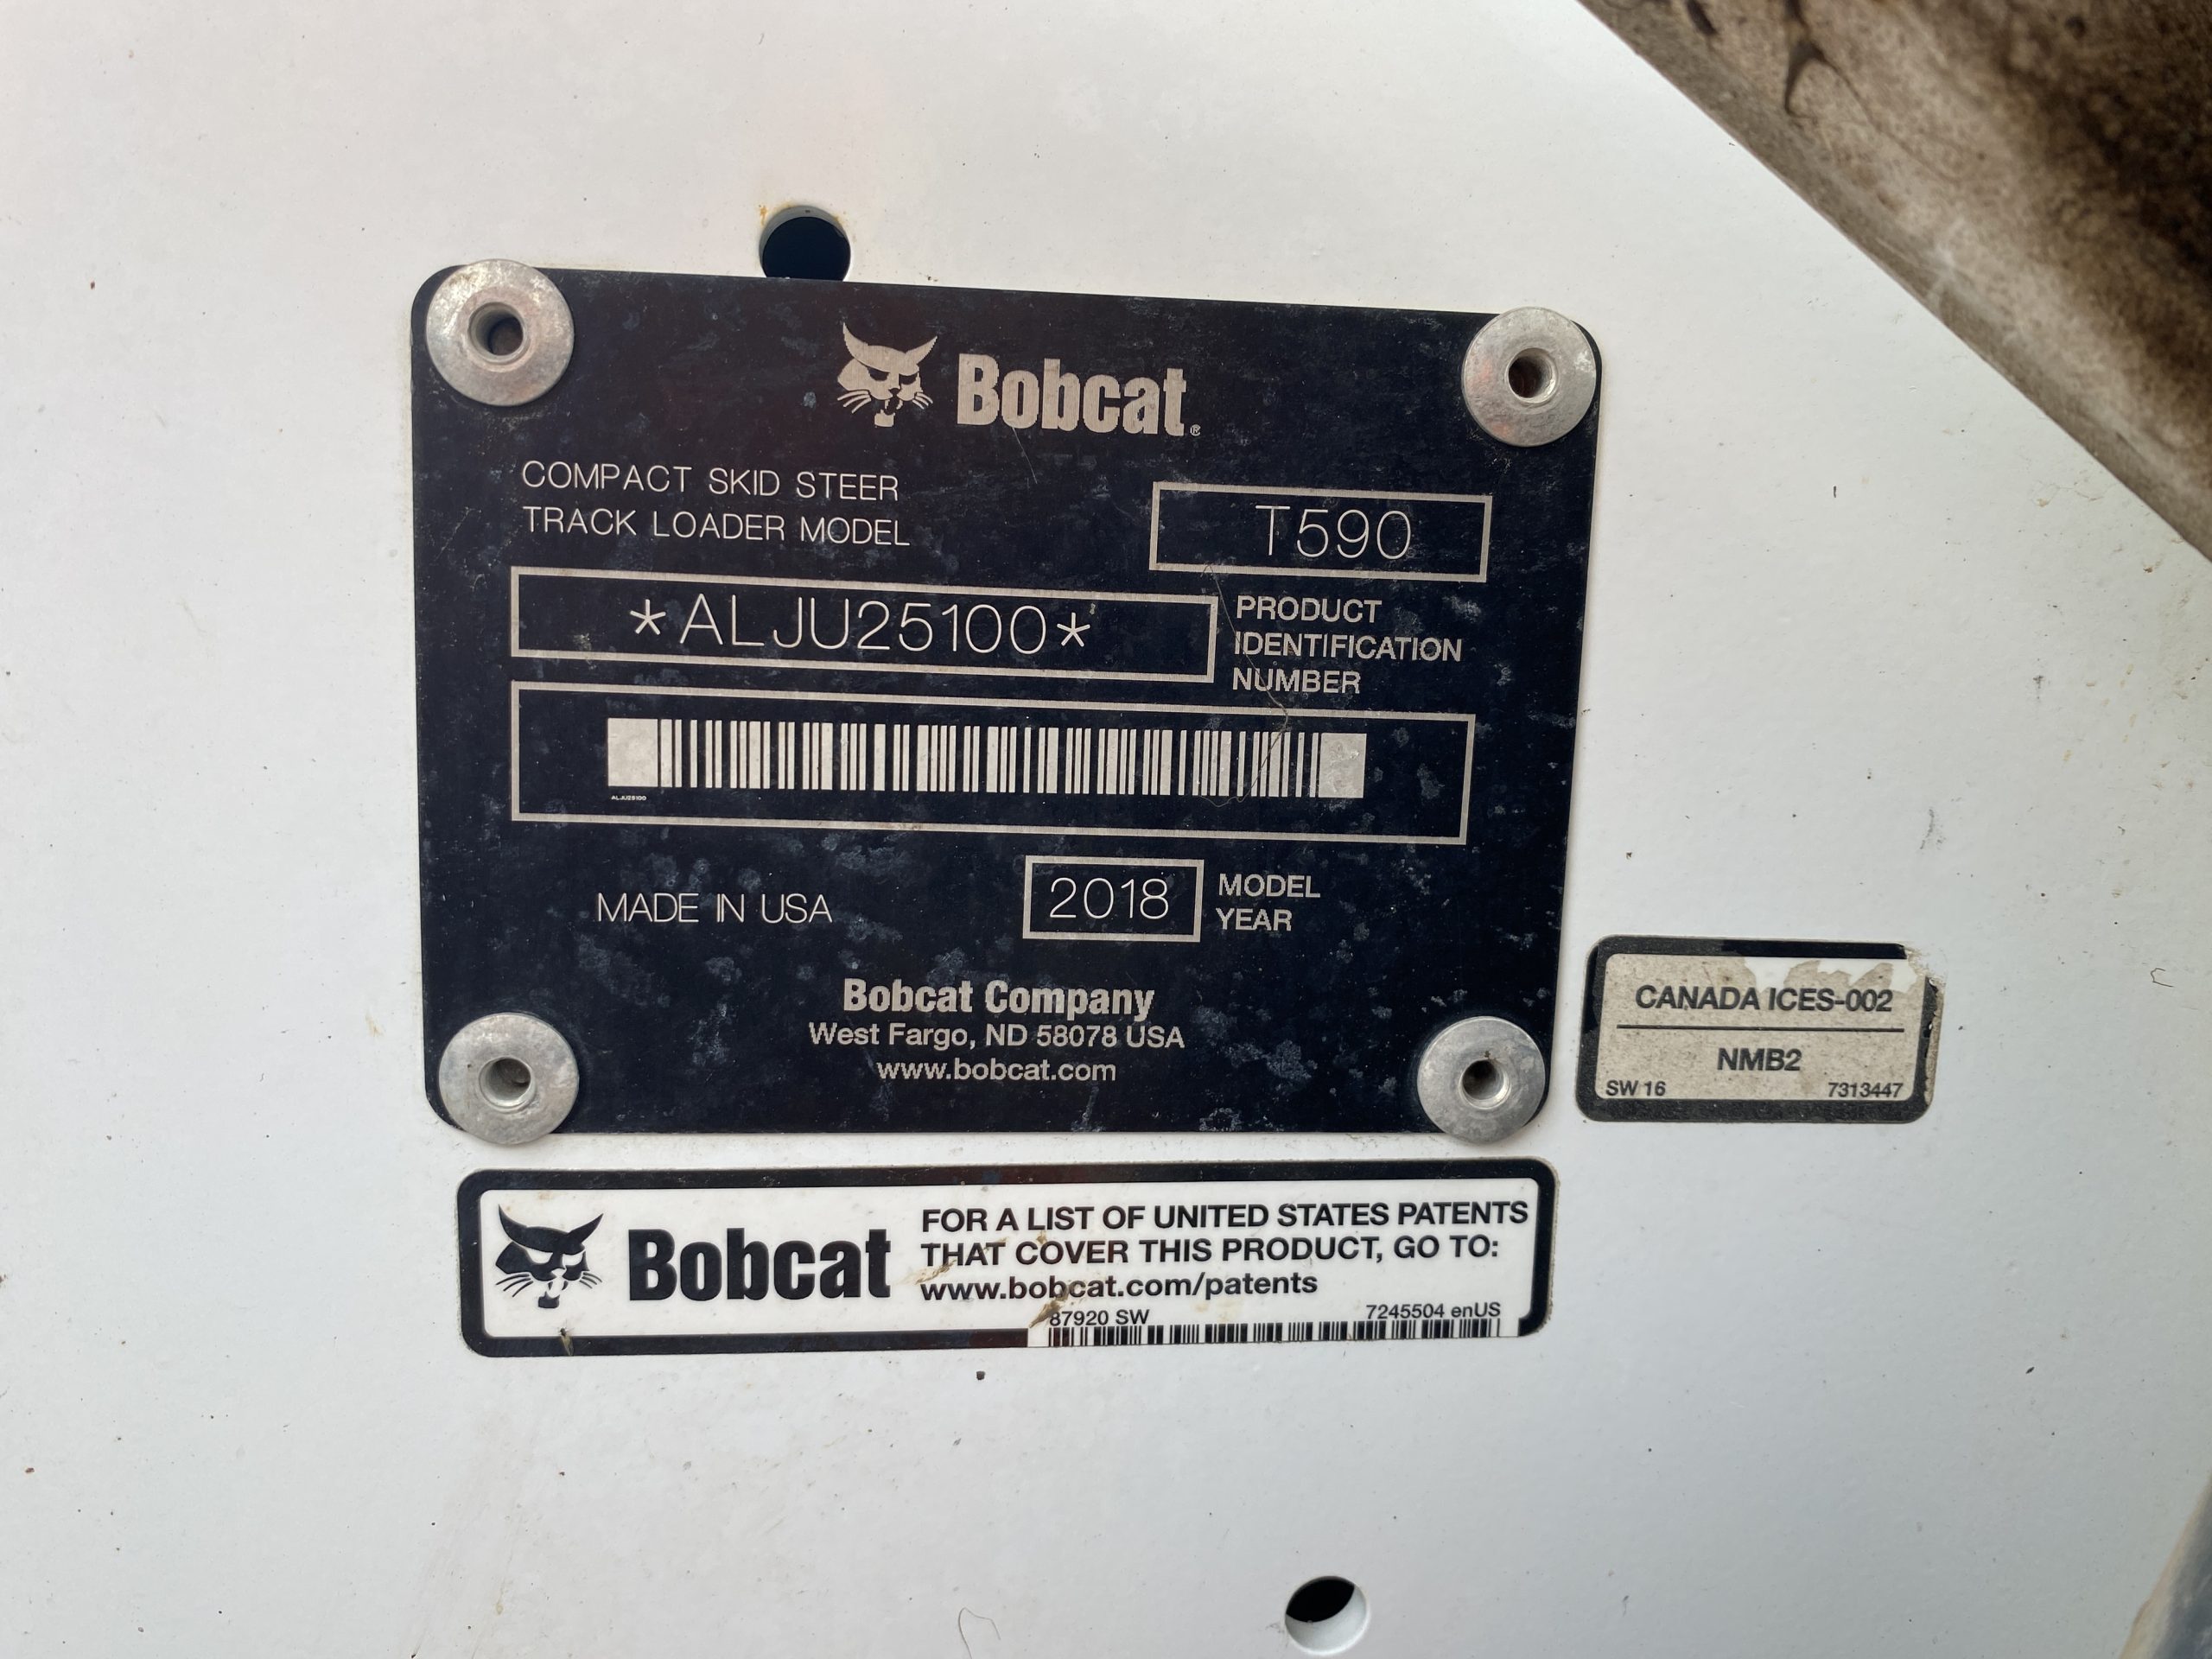 Bobcat®
COMPACT SKID STEER
TRACK LOADER MODEL
T590
*ALJU25100*
PRODUCT
IDENTIFICATION
NUMBER
ALJU25100
MADE IN USA
2018
MODEL
YEAR
Bobcat Company
West Fargo, ND 58078 USA
www.bobcat.com
CANADA ICES-002
NMB2
SW 16 7313447
Bobcat
FOR A LIST OF UNITED STATES PATENTS
THAT COVER THIS PRODUCT, GO TO:
www.bobcat.com/patents
87920 SW 7245504 enUS